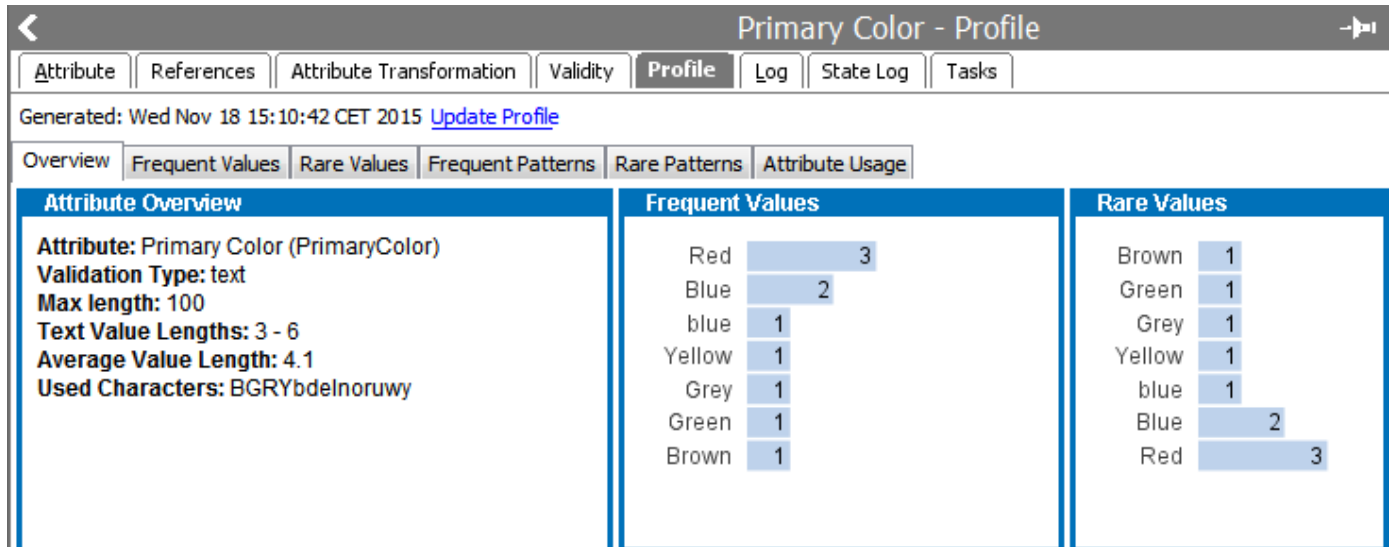 Primary Color - Profile
Attribute References Attribute Transformation Validity Profile Log State Log Tasks
Generated: Wed Nov 18 15:10:42 CET 2015 Update Profile
Overview Frequent Values Rare Values Frequent Patterns Rare Patterns Attribute Usage
Attribute Overview
Attribute: Primary Color (PrimaryColor)
Validation Type: text
Max length: 100
Text Value Lengths: 3 - 6
Average Value Length: 4.1
Used Characters: BGRYbdelnoruwy
Frequent Values
Red 3
Blue 2
blue 1
Yellow 1
Grey 1
Green 1
Brown 1
Rare Values
Brown 1
Green 1
Grey 1
Yellow 1
blue 1
Blue 2
Red 3